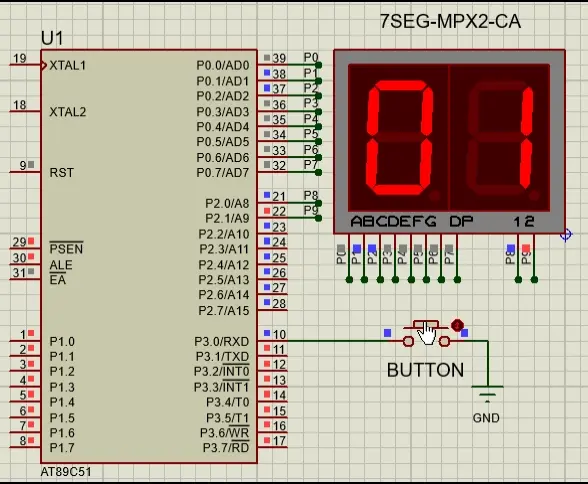 7SEG-MPX2-CA
U1
19 XTAL1
18 XTAL2
9 RST
29 PSEN
30 ALE
31 EA
1 P1.0
2 P1.1
3 P1.2
4 P1.3
5 P1.4
6 P1.5
7 P1.6
8 P1.7
P0.0/AD0 39 P0
P0.1/AD1 38 P1
P0.2/AD2 37 P2
P0.3/AD3 36 P3
P0.4/AD4 35 P4
P0.5/AD5 34 P5
P0.6/AD6 33 P6
P0.7/AD7 32 P7
P2.0/A8 21 P8
P2.1/A9 22 P9
P2.2/A10 23
P2.3/A11 24
P2.4/A12 25
P2.5/A13 26
P2.6/A14 27
P2.7/A15 28
P3.0/RXD 10
P3.1/TXD 11
P3.2/INT0 12
P3.3/INT1 13
P3.4/T0 14
P3.5/T1 15
P3.6/WR 16
P3.7/RD 17
AT89C51
01
ABCDEFG DP 12
P0 P1 P2 P3 P4 P5 P6 P7 P8 P9
BUTTON
GND